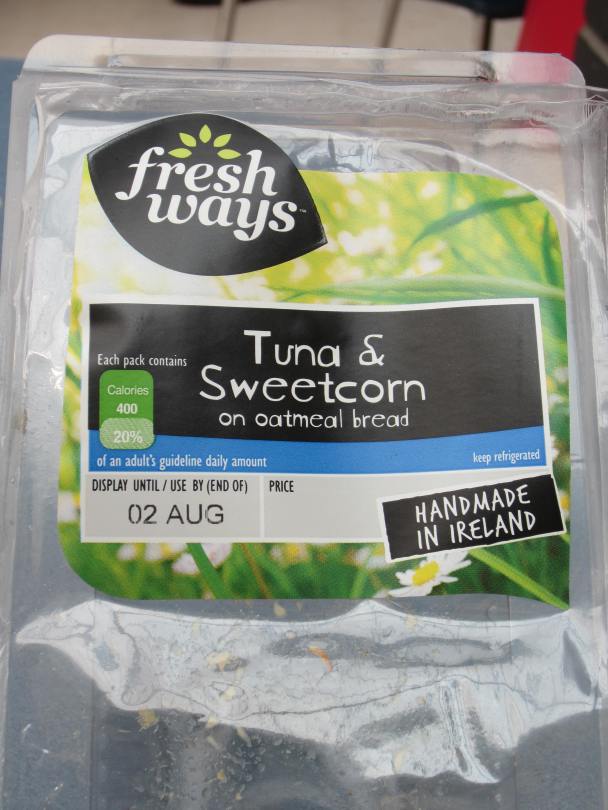 fresh
ways™
Tuna &
Sweetcorn
on oatmeal bread
Each pack contains
Calories
400
20%
of an adult's guideline daily amount
keep refrigerated
DISPLAY UNTIL / USE BY (END OF)
02 AUG
PRICE
HANDMADE
IN IRELAND